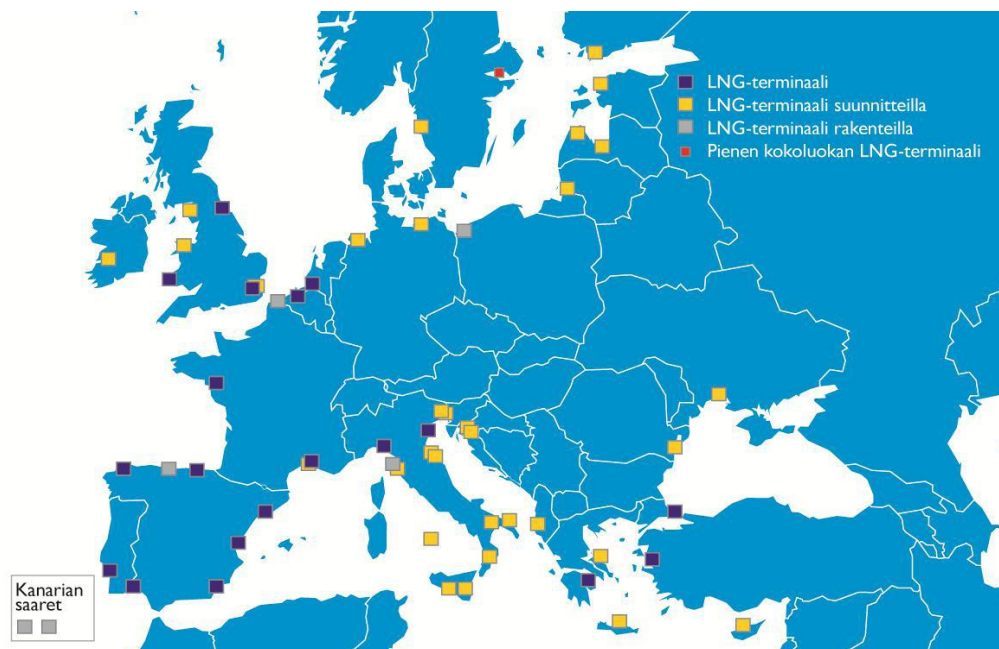 LNG-terminaali
LNG-terminaali suunnitteilla
LNG-terminaali rakenteilla
Pienen kokoluokan LNG-terminaali
Kanarian
saaret